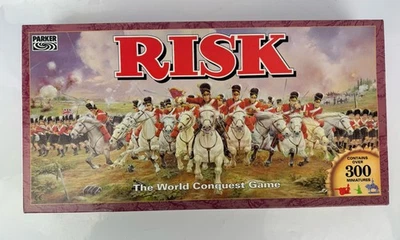 PARKER
RISK
The World Conquest Game
CONTAINS
OVER
300
MINIATURES